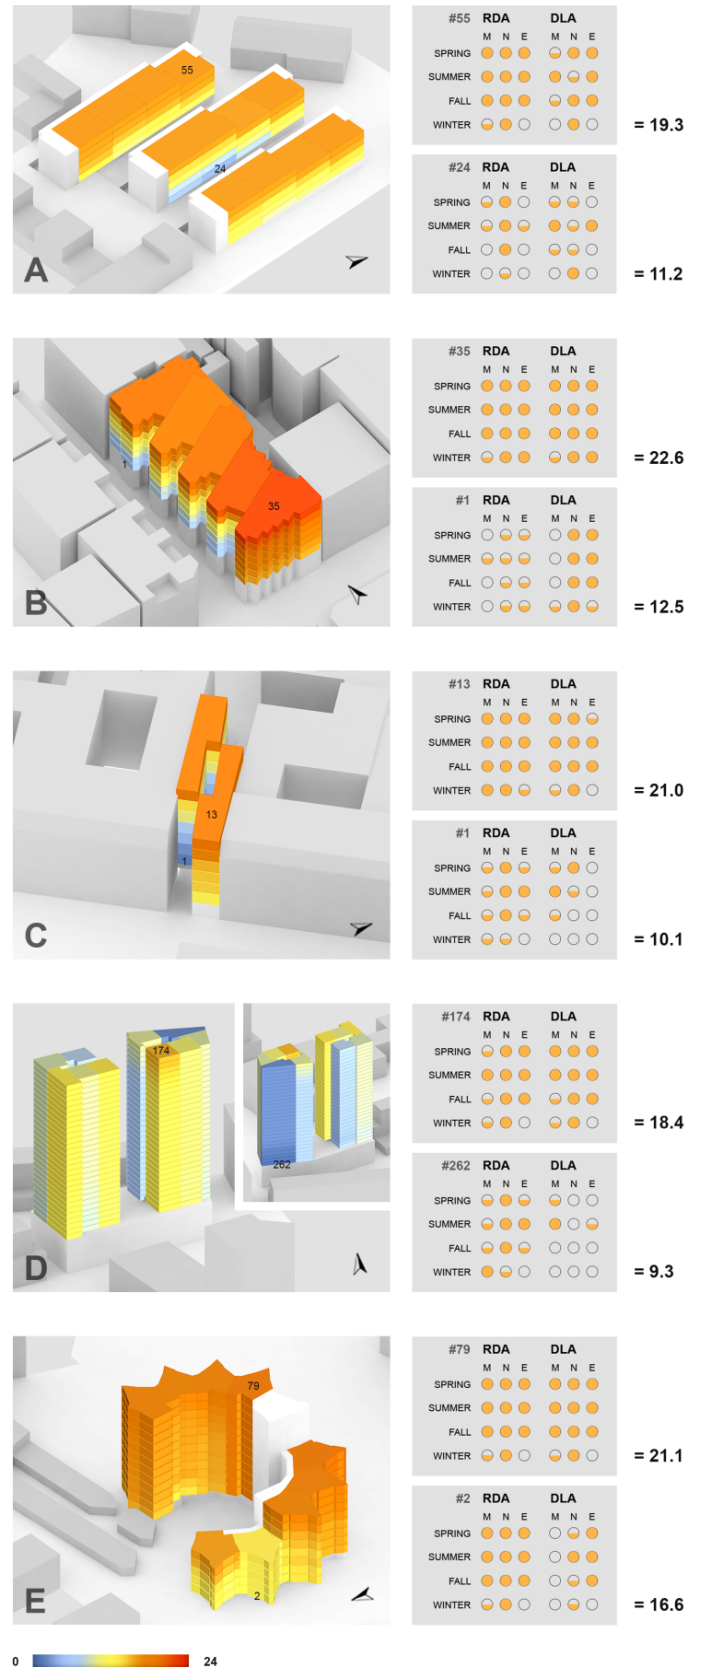 #55 RDA DLA
M N E M N E
SPRING
SUMMER
FALL
WINTER
= 19.3
55
24
A
#24 RDA DLA
M N E M N E
SPRING
SUMMER
FALL
WINTER
= 11.2
#35 RDA DLA
M N E M N E
SPRING
SUMMER
FALL
WINTER
= 22.6
1
35
B
#1 RDA DLA
M N E M N E
SPRING
SUMMER
FALL
WINTER
= 12.5
#13 RDA DLA
M N E M N E
SPRING
SUMMER
FALL
WINTER
= 21.0
13
1
C
#1 RDA DLA
M N E M N E
SPRING
SUMMER
FALL
WINTER
= 10.1
#174 RDA DLA
M N E M N E
SPRING
SUMMER
FALL
WINTER
= 18.4
174
262
D
#262 RDA DLA
M N E M N E
SPRING
SUMMER
FALL
WINTER
= 9.3
#79 RDA DLA
M N E M N E
SPRING
SUMMER
FALL
WINTER
= 21.1
79
2
E
#2 RDA DLA
M N E M N E
SPRING
SUMMER
FALL
WINTER
= 16.6
0 24